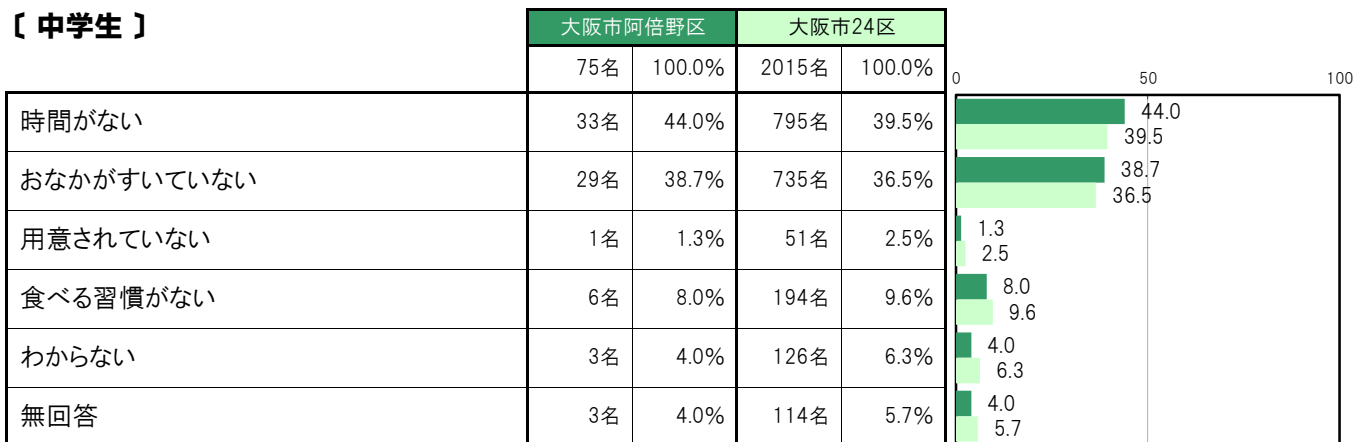 〔 中学生 〕
大阪市阿倍野区 大阪市24区
75名 100.0% 2015名 100.0%
0 50 100
時間がない 33名 44.0% 795名 39.5% 44.0
39.5
おなかがすいていない 29名 38.7% 735名 36.5% 38.7
36.5
用意されていない 1名 1.3% 51名 2.5% 1.3
2.5
食べる習慣がない 6名 8.0% 194名 9.6% 8.0
9.6
わからない 3名 4.0% 126名 6.3% 4.0
6.3
無回答 3名 4.0% 114名 5.7% 4.0
5.7